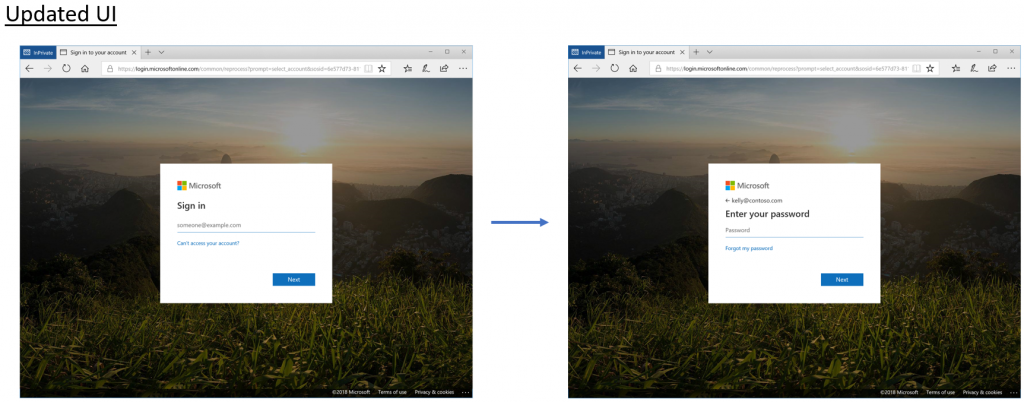 Updated UI
InPrivate
Sign in to your account
https://login.microsoftonline.com/common/reprocess?prompt=select_account&sosid=6e577d73-81
Microsoft
Sign in
someone@example.com
Can't access your account?
Next
©2018 Microsoft
Terms of use
Privacy & cookies
InPrivate
Sign in to your account
https://login.microsoftonline.com/common/reprocess?prompt=select_account&sosid=6e577d73-81
Microsoft
← kelly@contoso.com
Enter your password
Password
Forgot my password
Next
©2018 Microsoft
Terms of use
Privacy & cookies